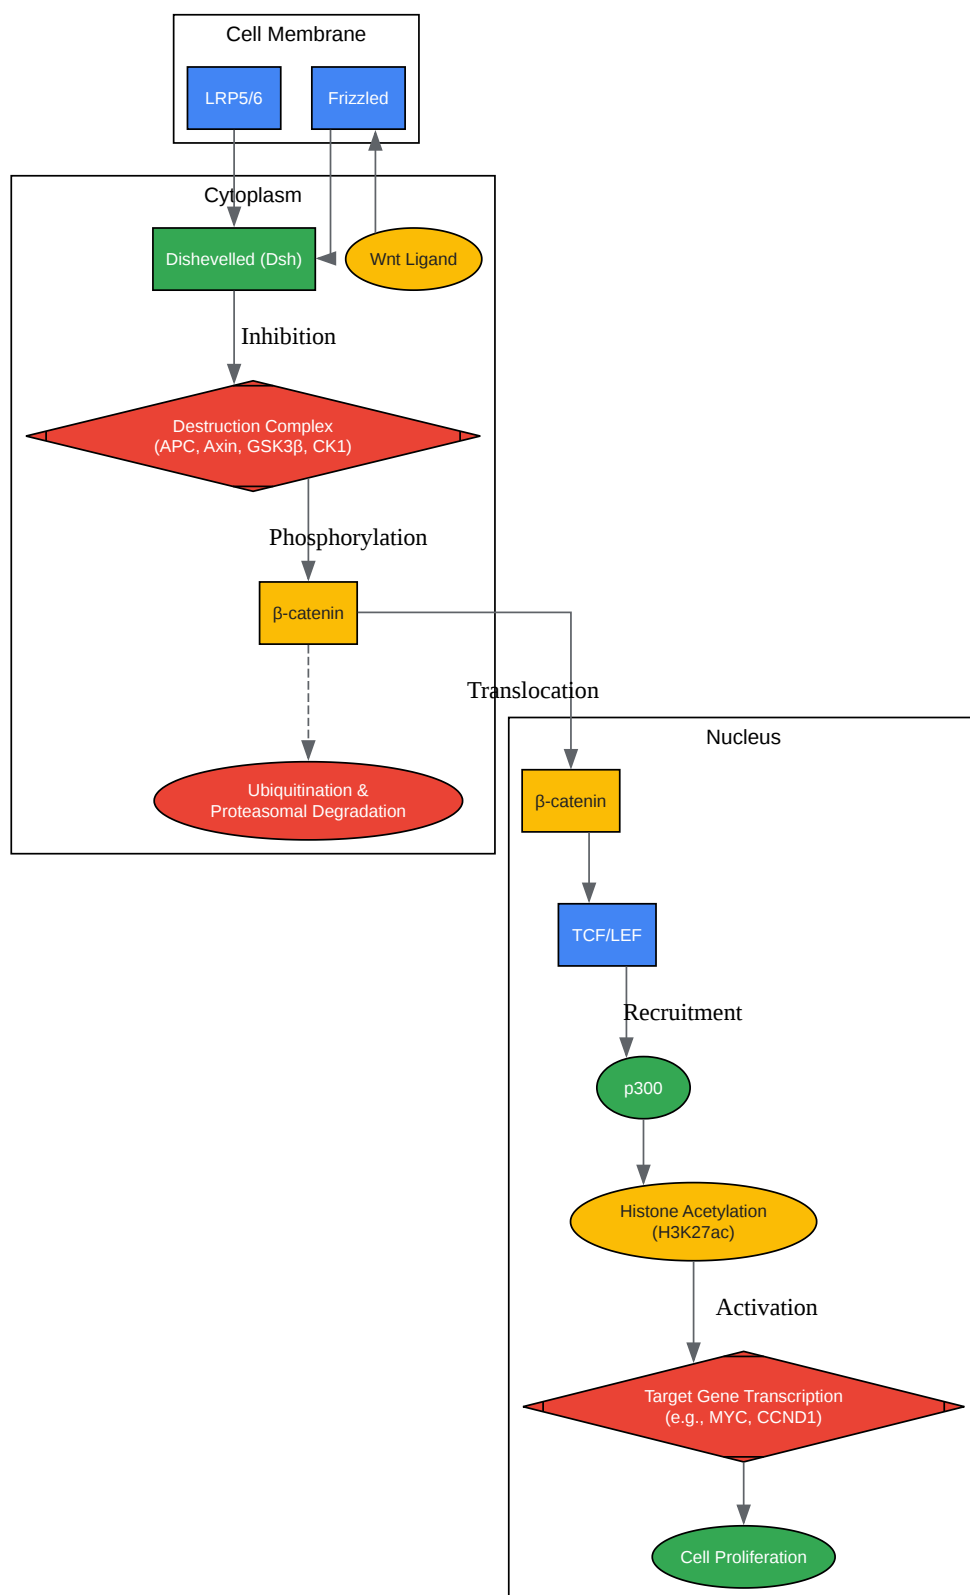 Cell Membrane
LRP5/6
Frizzled
Cytoplasm
Dishevelled (Dsh)
Wnt Ligand
Inhibition
Destruction Complex
(APC, Axin, GSK3β, CK1)
Phosphorylation
β-catenin
Translocation
Nucleus
Ubiquitination &
Proteasomal Degradation
β-catenin
TCF/LEF
Recruitment
p300
Histone Acetylation
(H3K27ac)
Activation
Target Gene Transcription
(e.g., MYC, CCND1)
Cell Proliferation